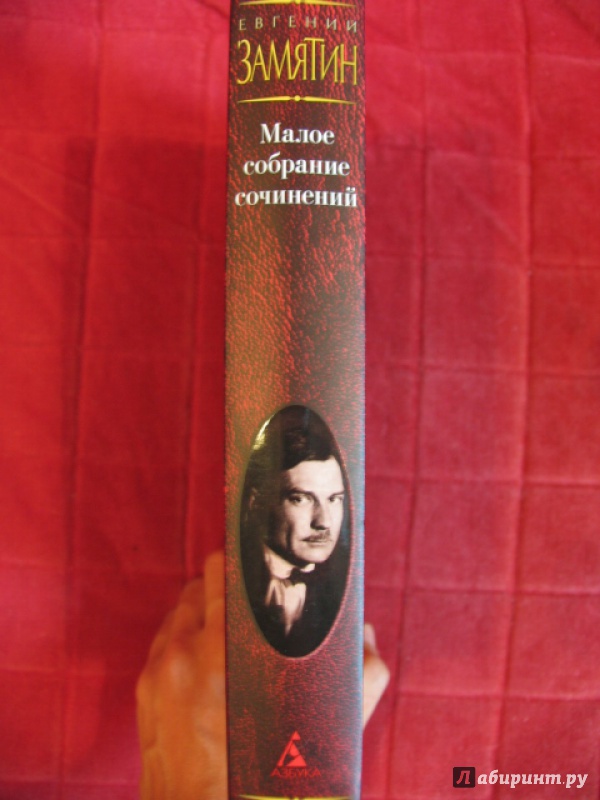 ЕВГЕНИЙ
ЗАМЯТИН
Малое
собрание
сочинений
АЗБУКА
Лабиринт.ру